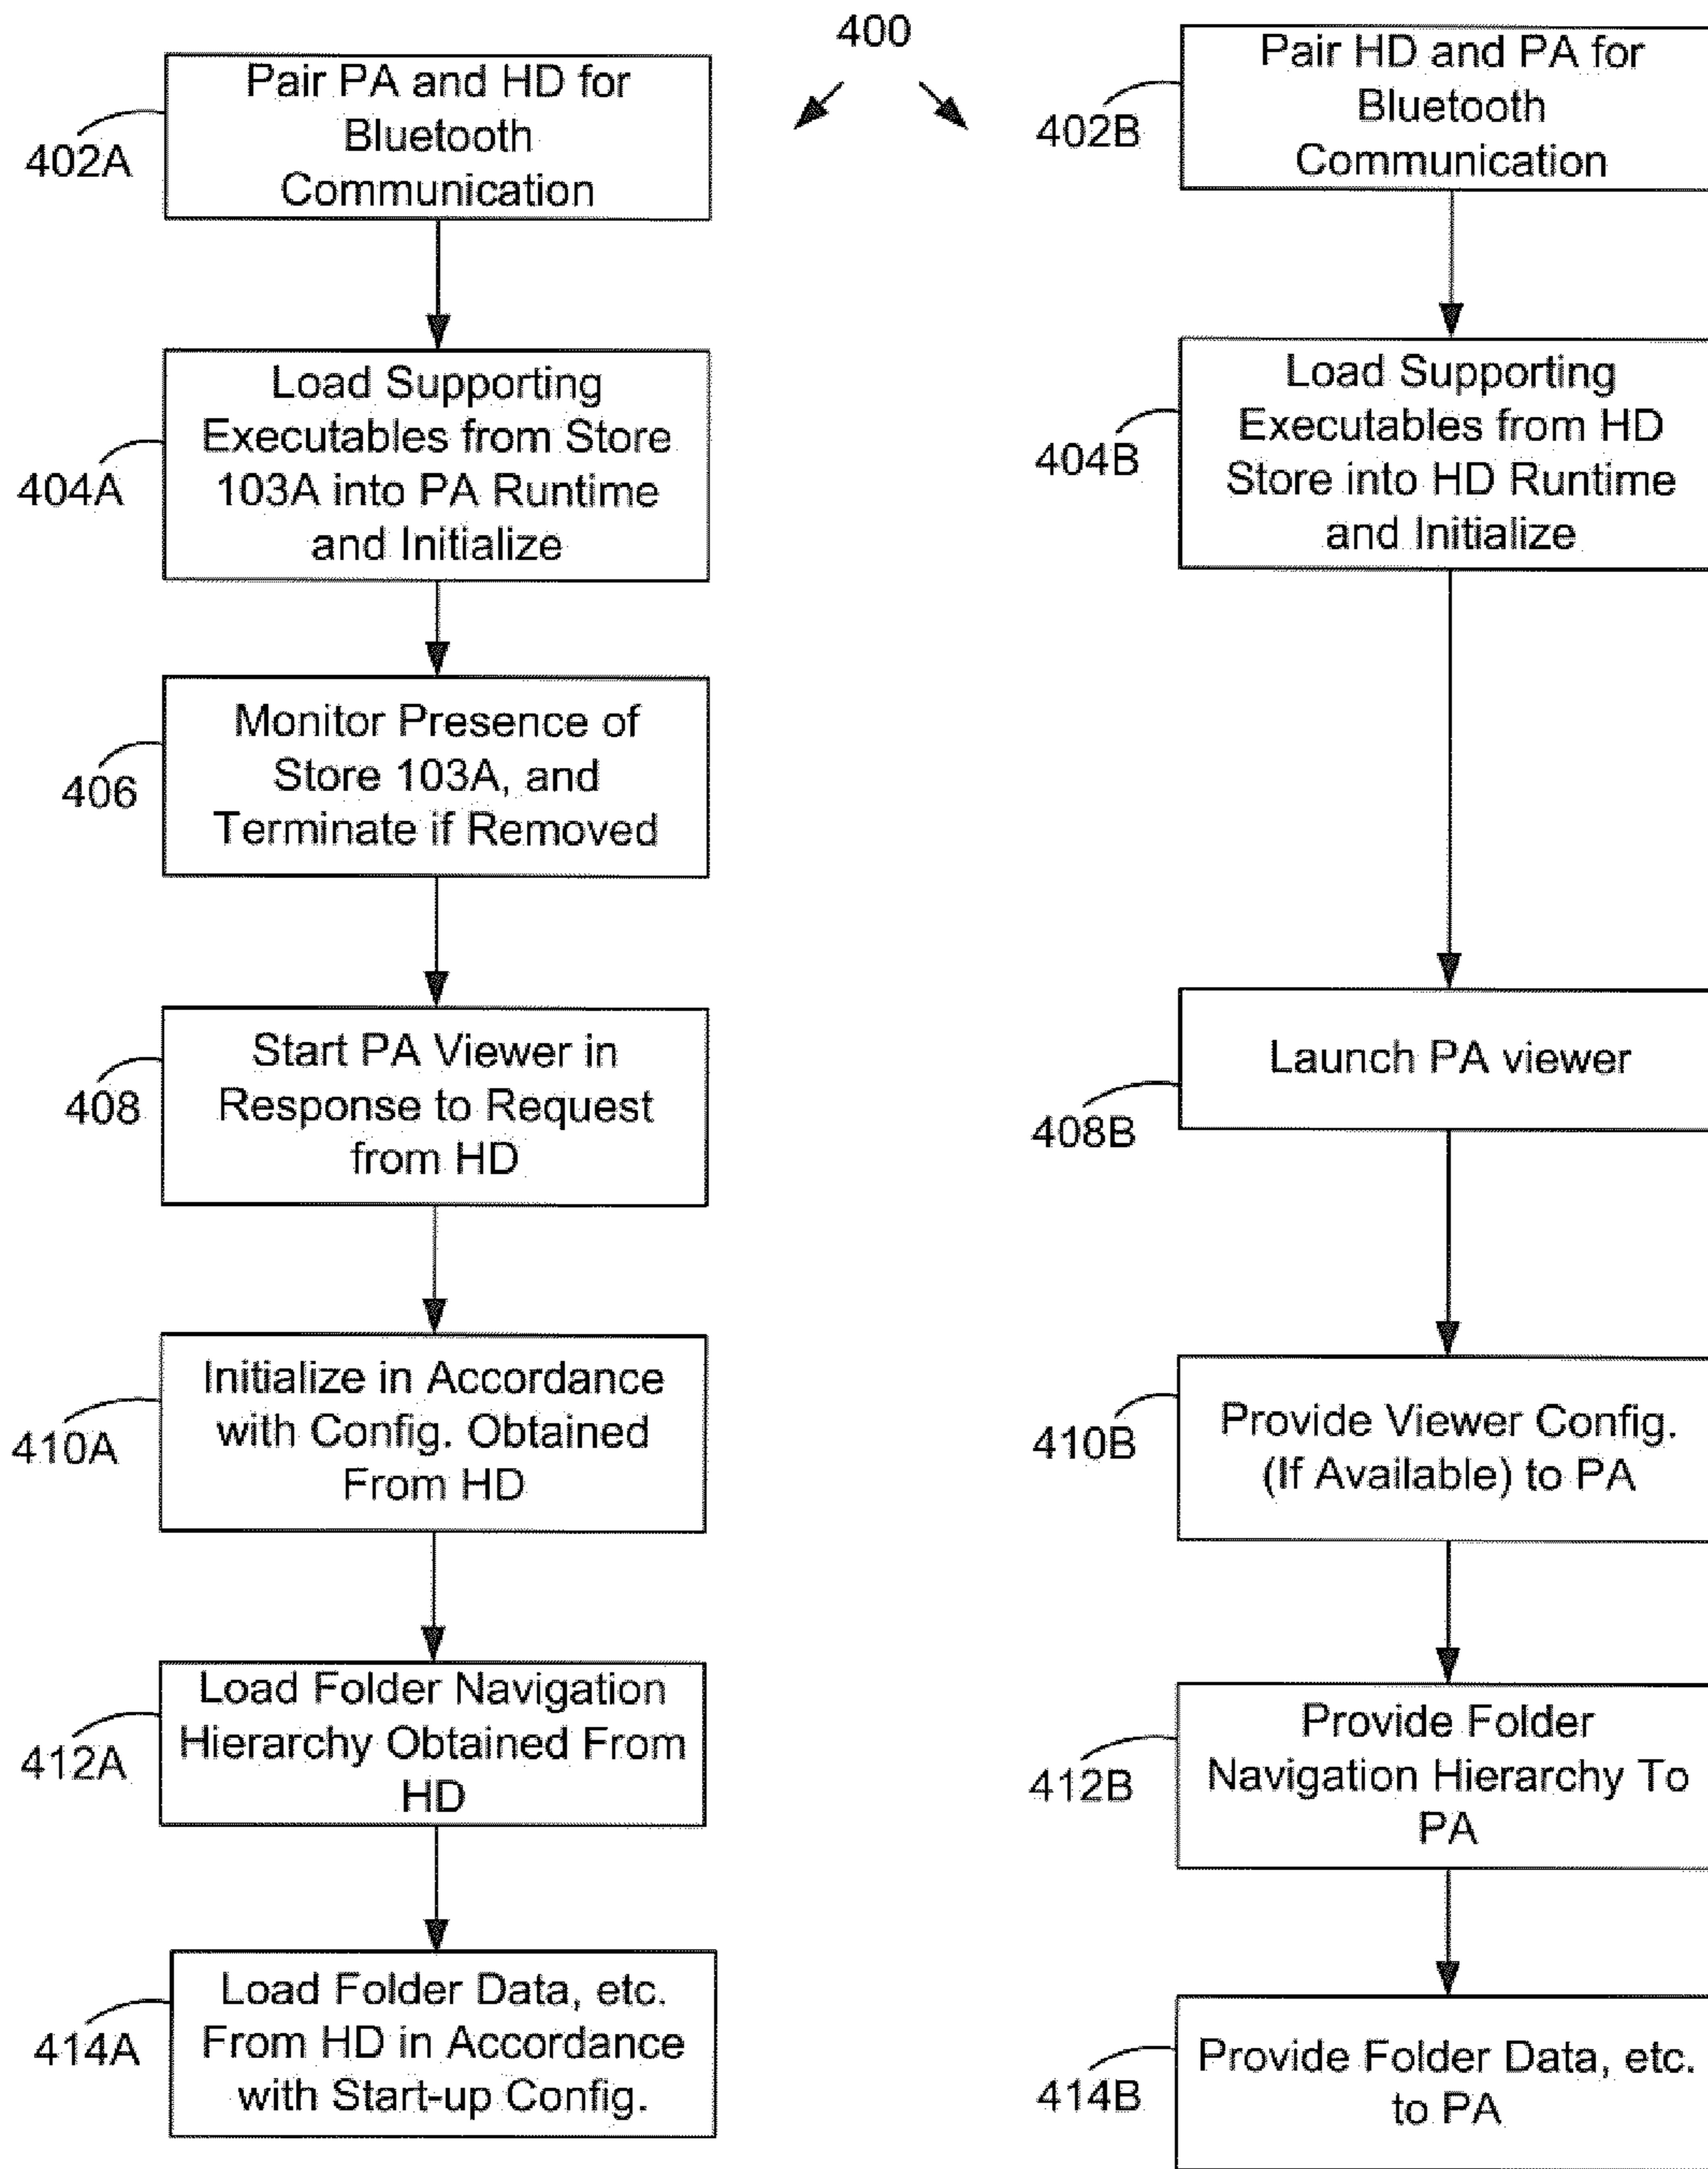 400
Pair PA and HD for
Bluetooth
Communication
402A
Load Supporting
Executables from Store
103A into PA Runtime
and Initialize
404A
Monitor Presence of
Store 103A, and
Terminate if Removed
406
Start PA Viewer in
Response to Request
from HD
408
Initialize in Accordance
with Config. Obtained
From HD
410A
Load Folder Navigation
Hierarchy Obtained From
HD
412A
Load Folder Data, etc.
From HD in Accordance
with Start-up Config.
414A
Pair HD and PA for
Bluetooth
Communication
402B
Load Supporting
Executables from HD
Store into HD Runtime
and Initialize
404B
Launch PA viewer
408B
Provide Viewer Config.
(If Available) to PA
410B
Provide Folder
Navigation Hierarchy To
PA
412B
Provide Folder Data, etc.
to PA
414B